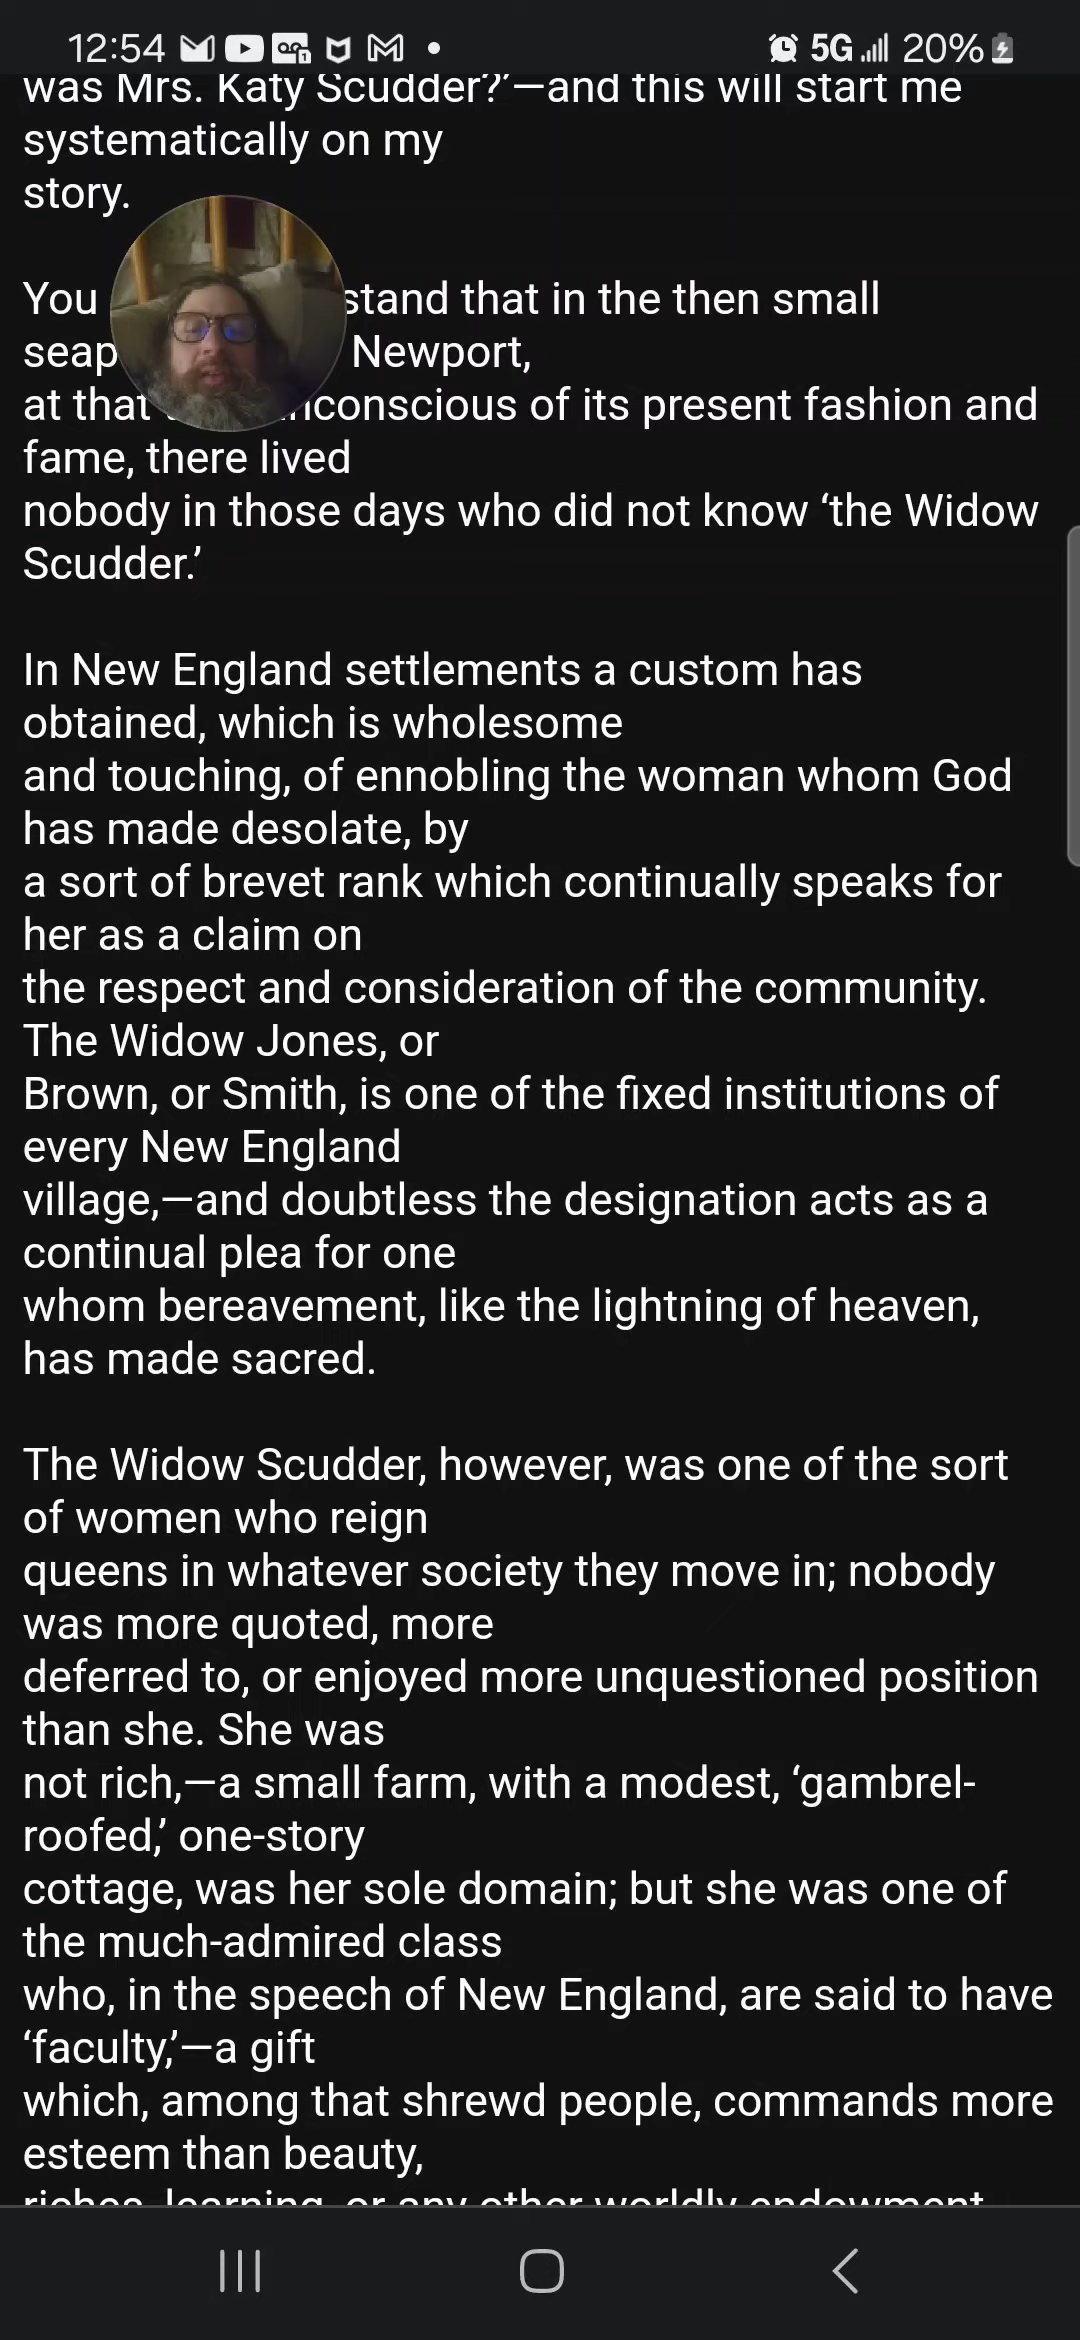 12:54 5G 20%
was Mrs. Katy Scudder?’—and this will start me
systematically on my
story.
You stand that in the then small
seap Newport,
at that nconscious of its present fashion and
fame, there lived
nobody in those days who did not know ‘the Widow
Scudder.’
In New England settlements a custom has
obtained, which is wholesome
and touching, of ennobling the woman whom God
has made desolate, by
a sort of brevet rank which continually speaks for
her as a claim on
the respect and consideration of the community.
The Widow Jones, or
Brown, or Smith, is one of the fixed institutions of
every New England
village,—and doubtless the designation acts as a
continual plea for one
whom bereavement, like the lightning of heaven,
has made sacred.
The Widow Scudder, however, was one of the sort
of women who reign
queens in whatever society they move in; nobody
was more quoted, more
deferred to, or enjoyed more unquestioned position
than she. She was
not rich,—a small farm, with a modest, ‘gambrel-
roofed,’ one-story
cottage, was her sole domain; but she was one of
the much-admired class
who, in the speech of New England, are said to have
‘faculty,’—a gift
which, among that shrewd people, commands more
esteem than beauty,
riches, learning, or any other worldly endowment.